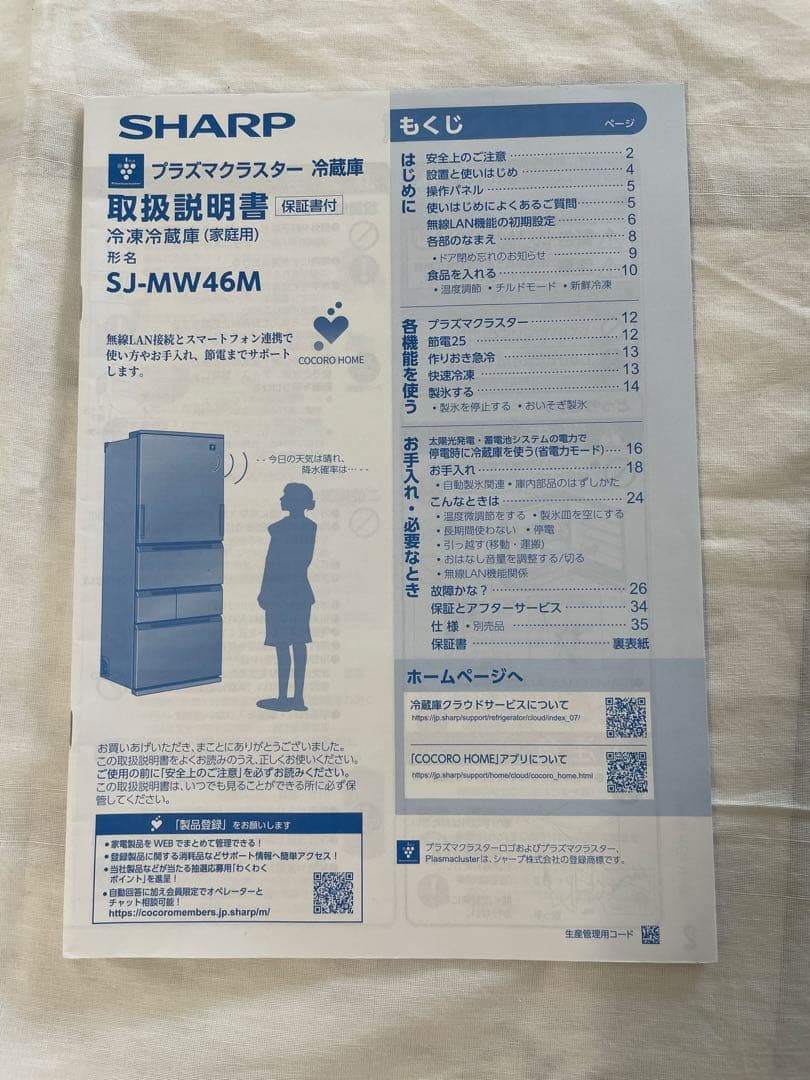 SHARP
プラズマクラスター 冷蔵庫
取扱説明書 保証書付
冷凍冷蔵庫(家庭用)
形名
SJ-MW46M
無線LAN接続とスマートフォン連携で
使い方やお手入れ、節電までサポート
します。
COCORO HOME
今日の天気は晴れ、
降水確率は…
お買いあげいただき、まことにありがとうございました。
この取扱説明書をよくお読みのうえ、正しくお使いください。
ご使用の前に「安全上のご注意」を必ずお読みください。
この取扱説明書は、いつでも見ることができる所に必ず保
管してください。
「製品登録」をお願いします
• 家電製品を WEB でまとめて管理できる!
• 登録製品に関する消耗品などサポート情報へ簡単アクセス!
• 当社製品などが当たる抽選応募用「わくわく
ポイント」を進呈!
• 自動回答に加え会員限定でオペレーターと
チャット相談可能!
https://cocoromembers.jp.sharp/m/
もくじ ページ
はじめに
安全上のご注意 2
設置と使いはじめ 4
操作パネル 5
使いはじめによくあるご質問 5
無線LAN機能の初期設定 6
各部のなまえ 8
・ドア閉め忘れのお知らせ 9
食品を入れる 10
・温度調節 ・チルドモード ・新鮮冷凍
各機能を使う
プラズマクラスター 12
節電25 12
作りおき急冷 13
快速冷凍 13
製氷する 14
・製氷を停止する ・おいそぎ製氷
お手入れ・必要なとき
太陽光発電・蓄電池システムの電力で
停電時に冷蔵庫を使う(省電力モード) 16
お手入れ 18
・自動製氷関連 ・庫内部品のはずしかた
こんなときは 24
・温度微調節をする ・製氷皿を空にする
・長期間使わない ・停電
・引っ越す(移動・運搬)
・おはなし音量を調整する/切る
・無線LAN機能関係
故障かな? 26
保証とアフターサービス 34
仕様 ・別売品 35
保証書 裏表紙
ホームページへ
冷蔵庫クラウドサービスについて
https://jp.sharp/support/refrigerator/cloud/index_07/
「COCORO HOME」アプリについて
https://jp.sharp/support/home/cloud/cocoro_home.html
プラズマクラスターロゴおよびプラズマクラスター、
Plasmaclusterは、シャープ株式会社の登録商標です。
生産管理用コード